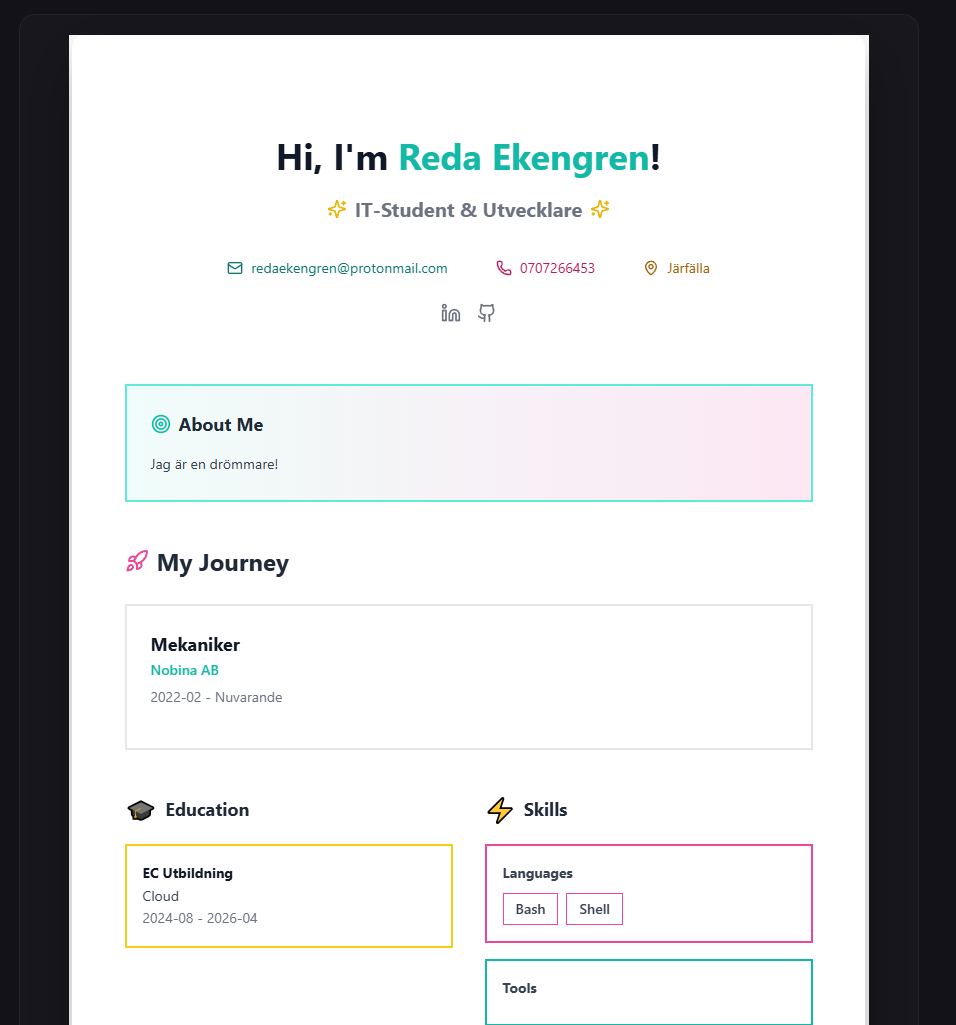 Hi, I'm Reda Ekengren!
IT-Student & Utvecklare
redaekengren@protonmail.com
0707266453
Järfälla
About Me
Jag är en drömmare!
My Journey
Mekaniker
Nobina AB
2022-02 - Nuvarande
Education
EC Utbildning
Cloud
2024-08 - 2026-04
Skills
Languages
Bash
Shell
Tools